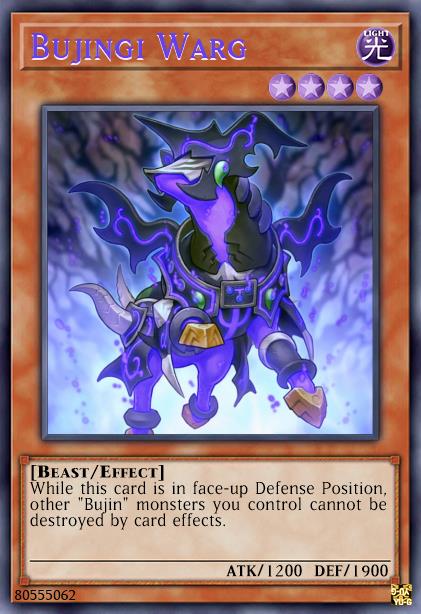 Bujingi Warg
LIGHT
光
[Beast/Effect]
While this card is in face-up Defense Position,
other "Bujin" monsters you control cannot be
destroyed by card effects.
ATK/1200 DEF/1900
80555062